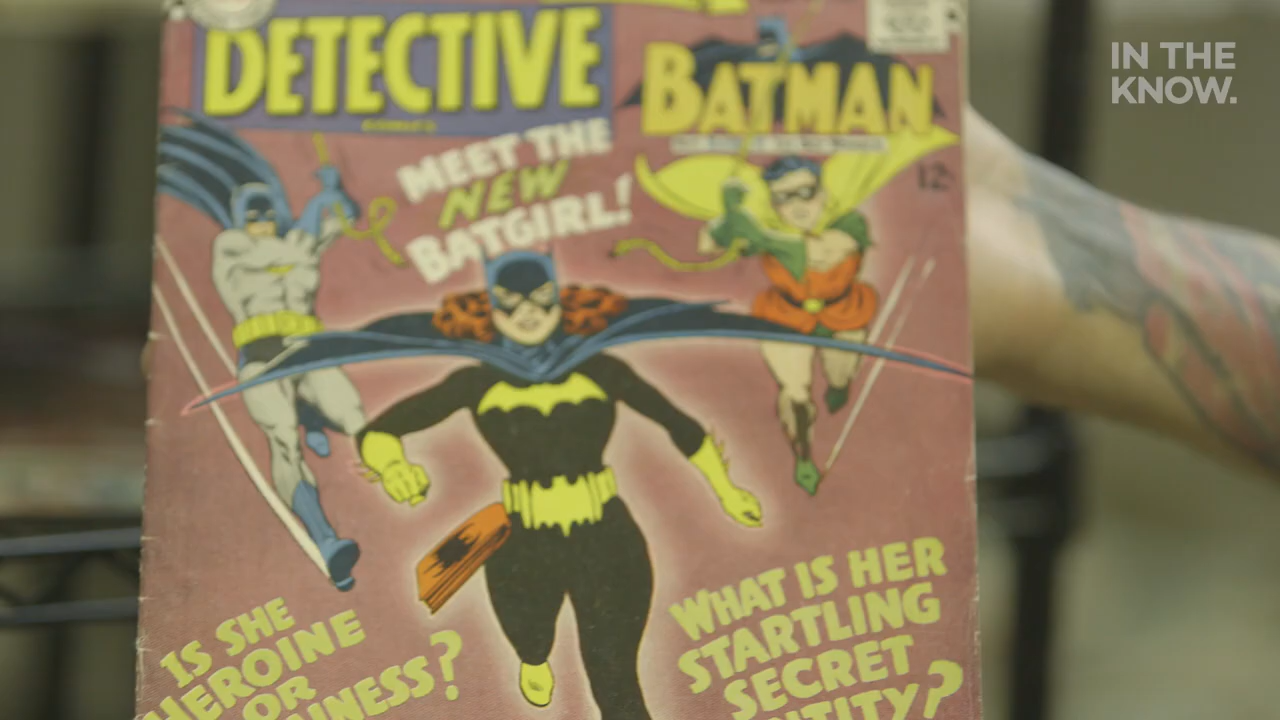 DETECTIVE
COMICS
BATMAN
IN THE
KNOW.
MEET THE
NEW
BATGIRL!
12¢
IS SHE
HEROINE
OR
WHAT IS HER
STARTLING
SECRET